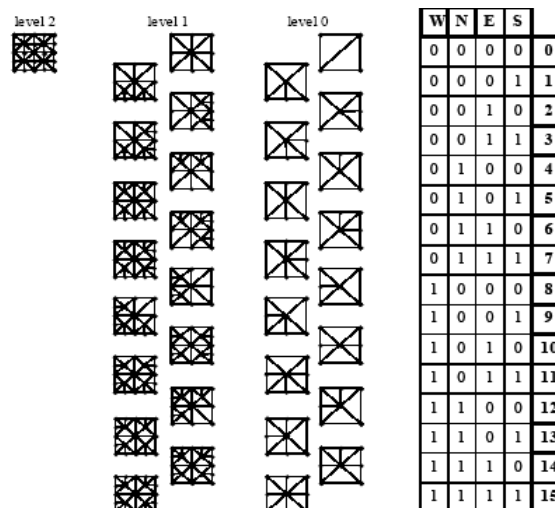 level 2 level 1 level 0
W N E S
0 0 0 0 0
0 0 0 1 1
0 0 1 0 2
0 0 1 1 3
0 1 0 0 4
0 1 0 1 5
0 1 1 0 6
0 1 1 1 7
1 0 0 0 8
1 0 0 1 9
1 0 1 0 10
1 0 1 1 11
1 1 0 0 12
1 1 0 1 13
1 1 1 0 14
1 1 1 1 15